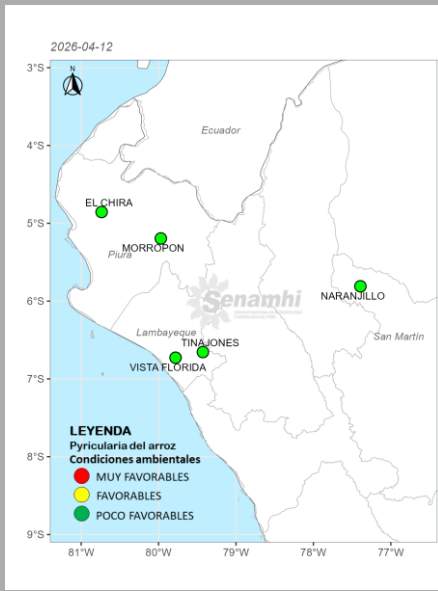 2026-04-12
N
3°S
4°S
5°S
6°S
7°S
8°S
9°S
Ecuador
EL CHIRA
MORROPON
Piura
Senamhi
NARANJILLO
Lambayeque
TINAJONES
San Martin
VISTA FLORIDA
LEYENDA
Pyricularia del arroz
Condiciones ambientales
MUY FAVORABLES
FAVORABLES
POCO FAVORABLES
81°W 80°W 79°W 78°W 77°W